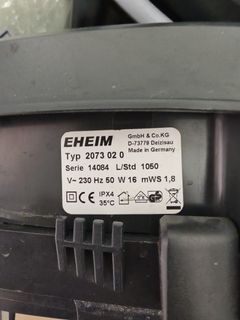 EHEIM
GmbH & Co.KG
D-73779 Deizisau
Made in Germany
Typ 2073 02 0
Serie 14084 L/Std 1050
V~ 230 Hz 50 W 16 mWS 1,8
CE IPX4
35°C